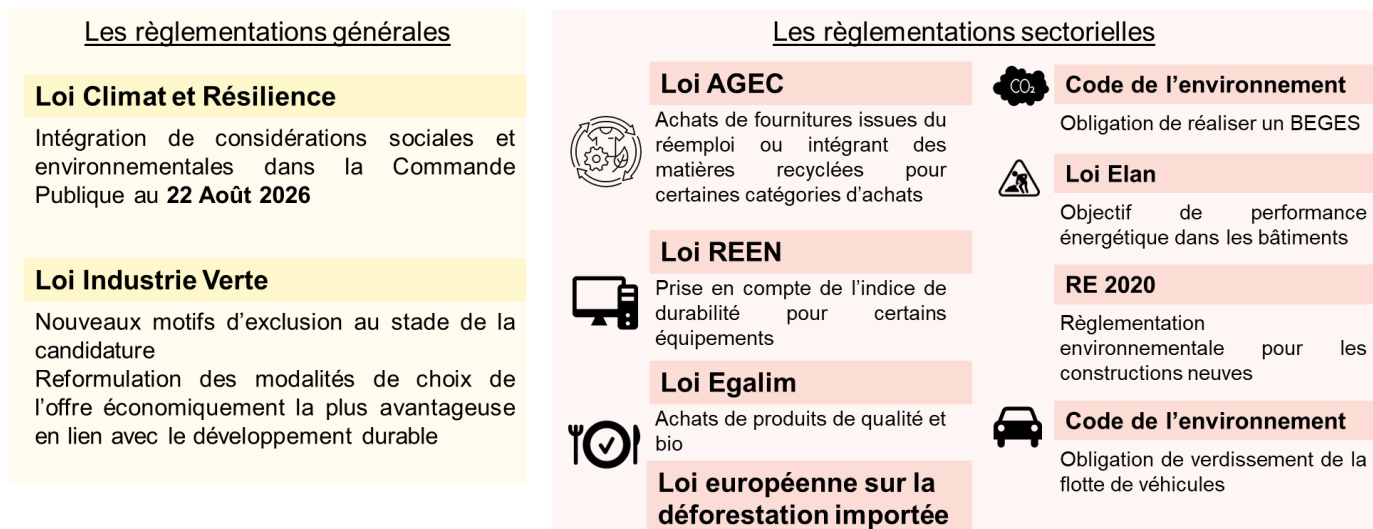 Les règlementations générales
Loi Climat et Résilience
Intégration de considérations sociales et
environnementales dans la Commande
Publique au 22 Août 2026
Loi Industrie Verte
Nouveaux motifs d'exclusion au stade de la
candidature
Reformulation des modalités de choix de
l'offre économiquement la plus avantageuse
en lien avec le développement durable
Les règlementations sectorielles
Loi AGEC
Achats de fournitures issues du
réemploi ou intégrant des
matières recyclées pour
certaines catégories d'achats
Loi REEN
Prise en compte de l'indice de
durabilité pour certains
équipements
Loi Egalim
Achats de produits de qualité et
bio
Loi européenne sur la
déforestation importée
CO2
Code de l'environnement
Obligation de réaliser un BEGES
Loi Elan
Objectif de performance
énergétique dans les bâtiments
RE 2020
Règlementation
environnementale pour les
constructions neuves
Code de l'environnement
Obligation de verdissement de la
flotte de véhicules